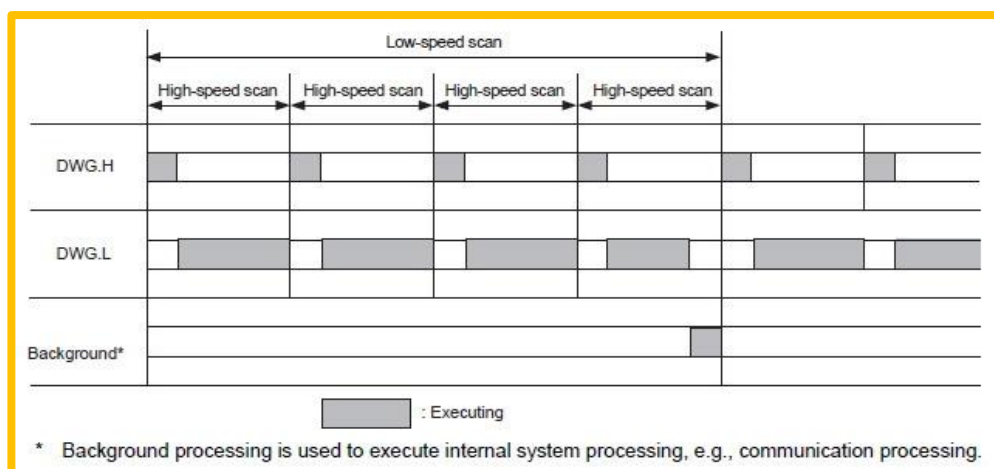 Low-speed scan
High-speed scan High-speed scan High-speed scan High-speed scan
DWG.H
DWG.L
Background*
: Executing
* Background processing is used to execute internal system processing, e.g., communication processing.